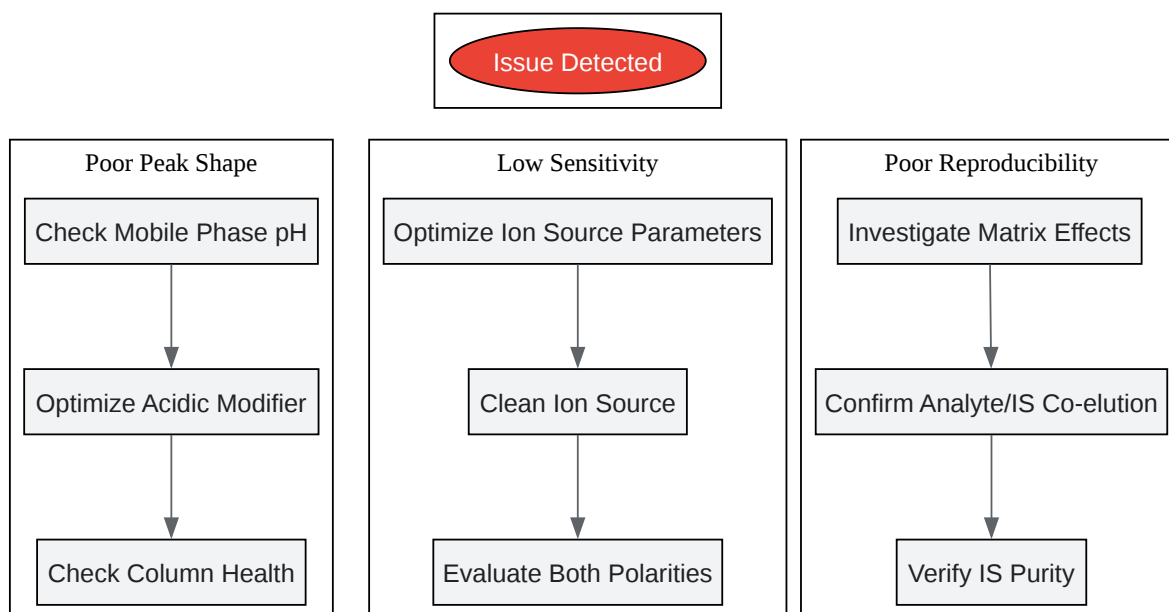 Issue Detected
Poor Peak Shape
Check Mobile Phase pH
Optimize Acidic Modifier
Check Column Health
Low Sensitivity
Optimize Ion Source Parameters
Clean Ion Source
Evaluate Both Polarities
Poor Reproducibility
Investigate Matrix Effects
Confirm Analyte/IS Co-elution
Verify IS Purity